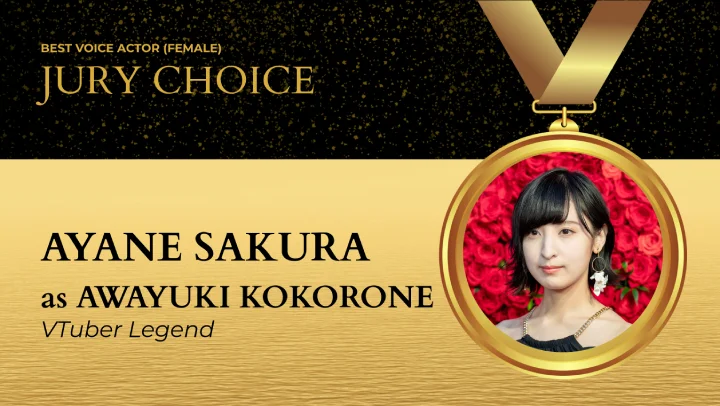 BEST VOICE ACTOR (FEMALE)
JURY CHOICE
AYANE SAKURA
as AWAYUKI KOKORONE
VTuber Legend